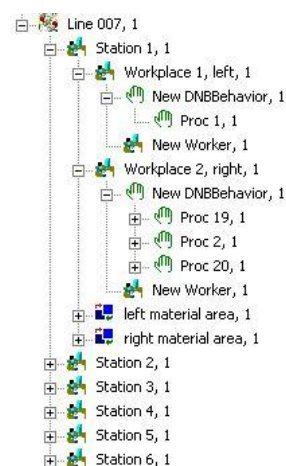 Line 007, 1
Station 1, 1
Workplace 1, left, 1
New DNBBehavior, 1
Proc 1, 1
New Worker, 1
Workplace 2, right, 1
New DNBBehavior, 1
Proc 19, 1
Proc 2, 1
Proc 20, 1
New Worker, 1
left material area, 1
right material area, 1
Station 2, 1
Station 3, 1
Station 4, 1
Station 5, 1
Station 6, 1